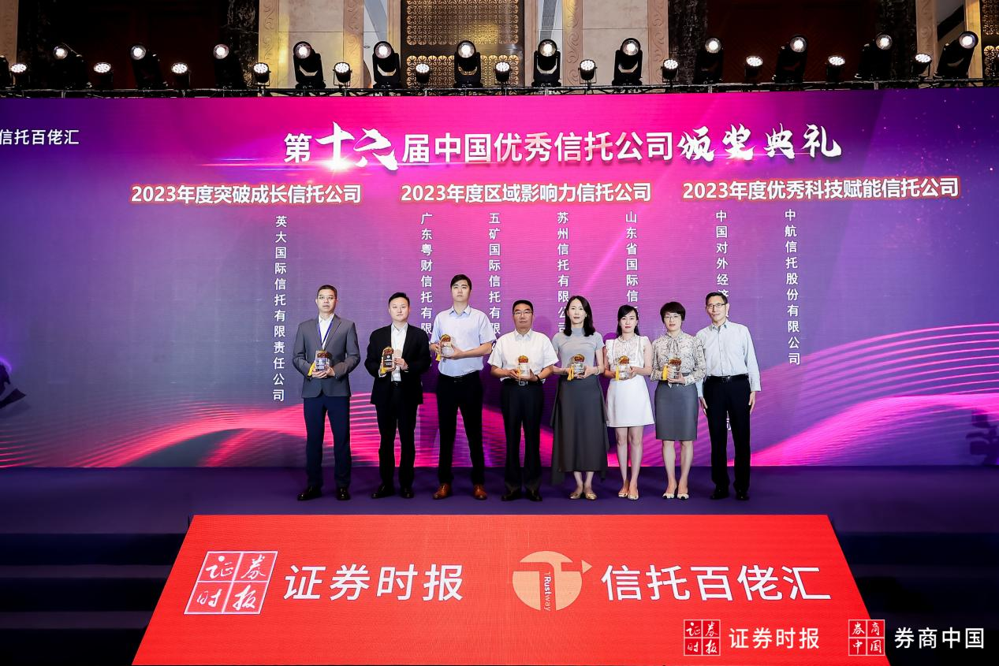 信托百佬汇
第十六届中国优秀信托公司颁奖典礼
2023年度突破成长信托公司
2023年度区域影响力信托公司
2023年度优秀科技赋能信托公司
英大国际信托有限责任公司
广东粤财信托有限
五矿国际信托有限
苏州信托有限公司
山东省国际信托
中国对外经济
中航信托股份有限公司
证券时报
证券时报
TRustway
信托百佬汇
证券时报
证券时报
券商中国
券商中国